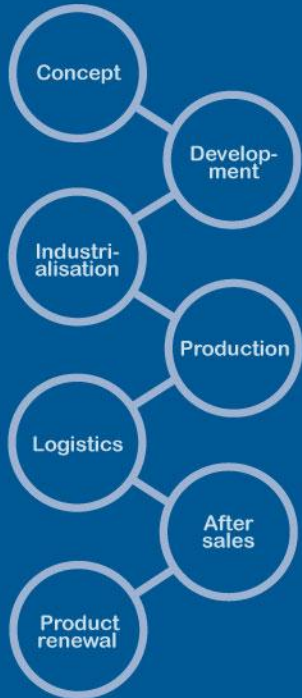 Concept
Develop-
ment
Industri-
alisation
Production
Logistics
After
sales
Product
renewal